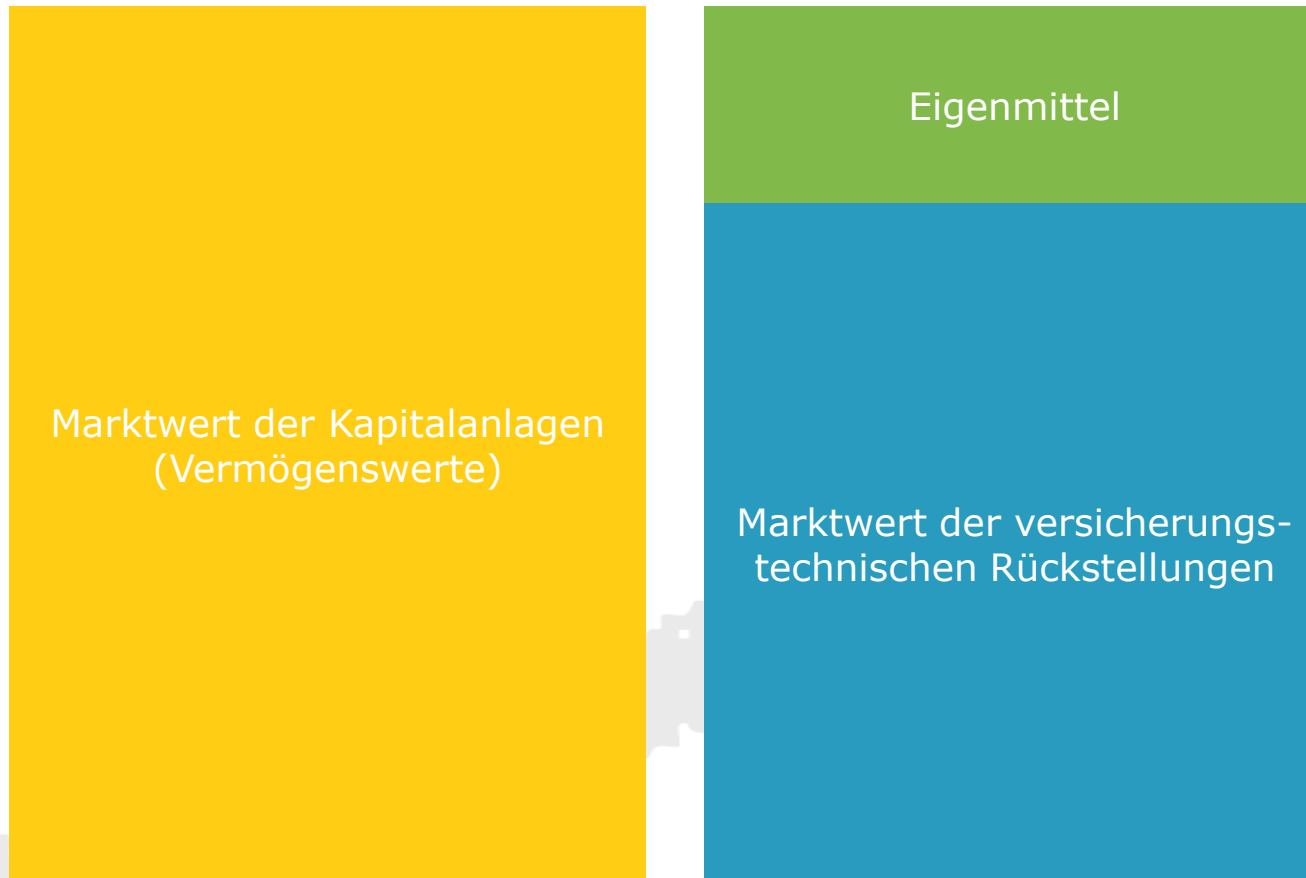 Marktwert der Kapitalanlagen
(Vermögenswerte)
Eigenmittel
Marktwert der versicherungs-
technischen Rückstellungen